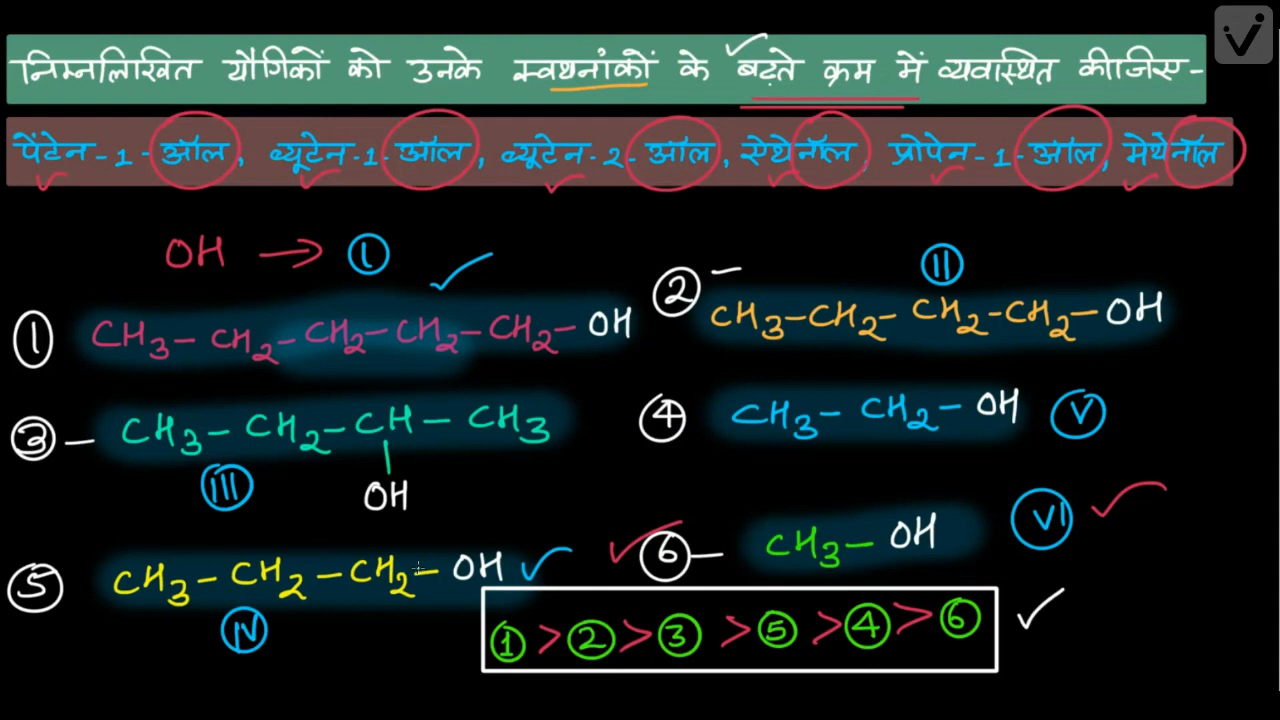 निम्नलिखित यौगिकों को उनके क्वथनांकों के बढ़ते क्रम में व्यवस्थित कीजिस-
पेंटेन-1-ऑल, ब्यूटेन-1-ऑल, ब्यूटेन-2-ऑल, ऐथेनॉल, प्रोपेन-1-ऑल, मेथेनॉल
OH → I
① CH3-CH2-CH2-CH2-CH2-OH
② CH3-CH2-CH2-CH2-OH II
③ - CH3-CH2-CH-CH3
OH
III
④ CH3-CH2-OH V
⑤ CH3-CH2-CH2-OH
IV
⑥ - CH3-OH VI
① > ② > ③ > ⑤ > ④ > ⑥